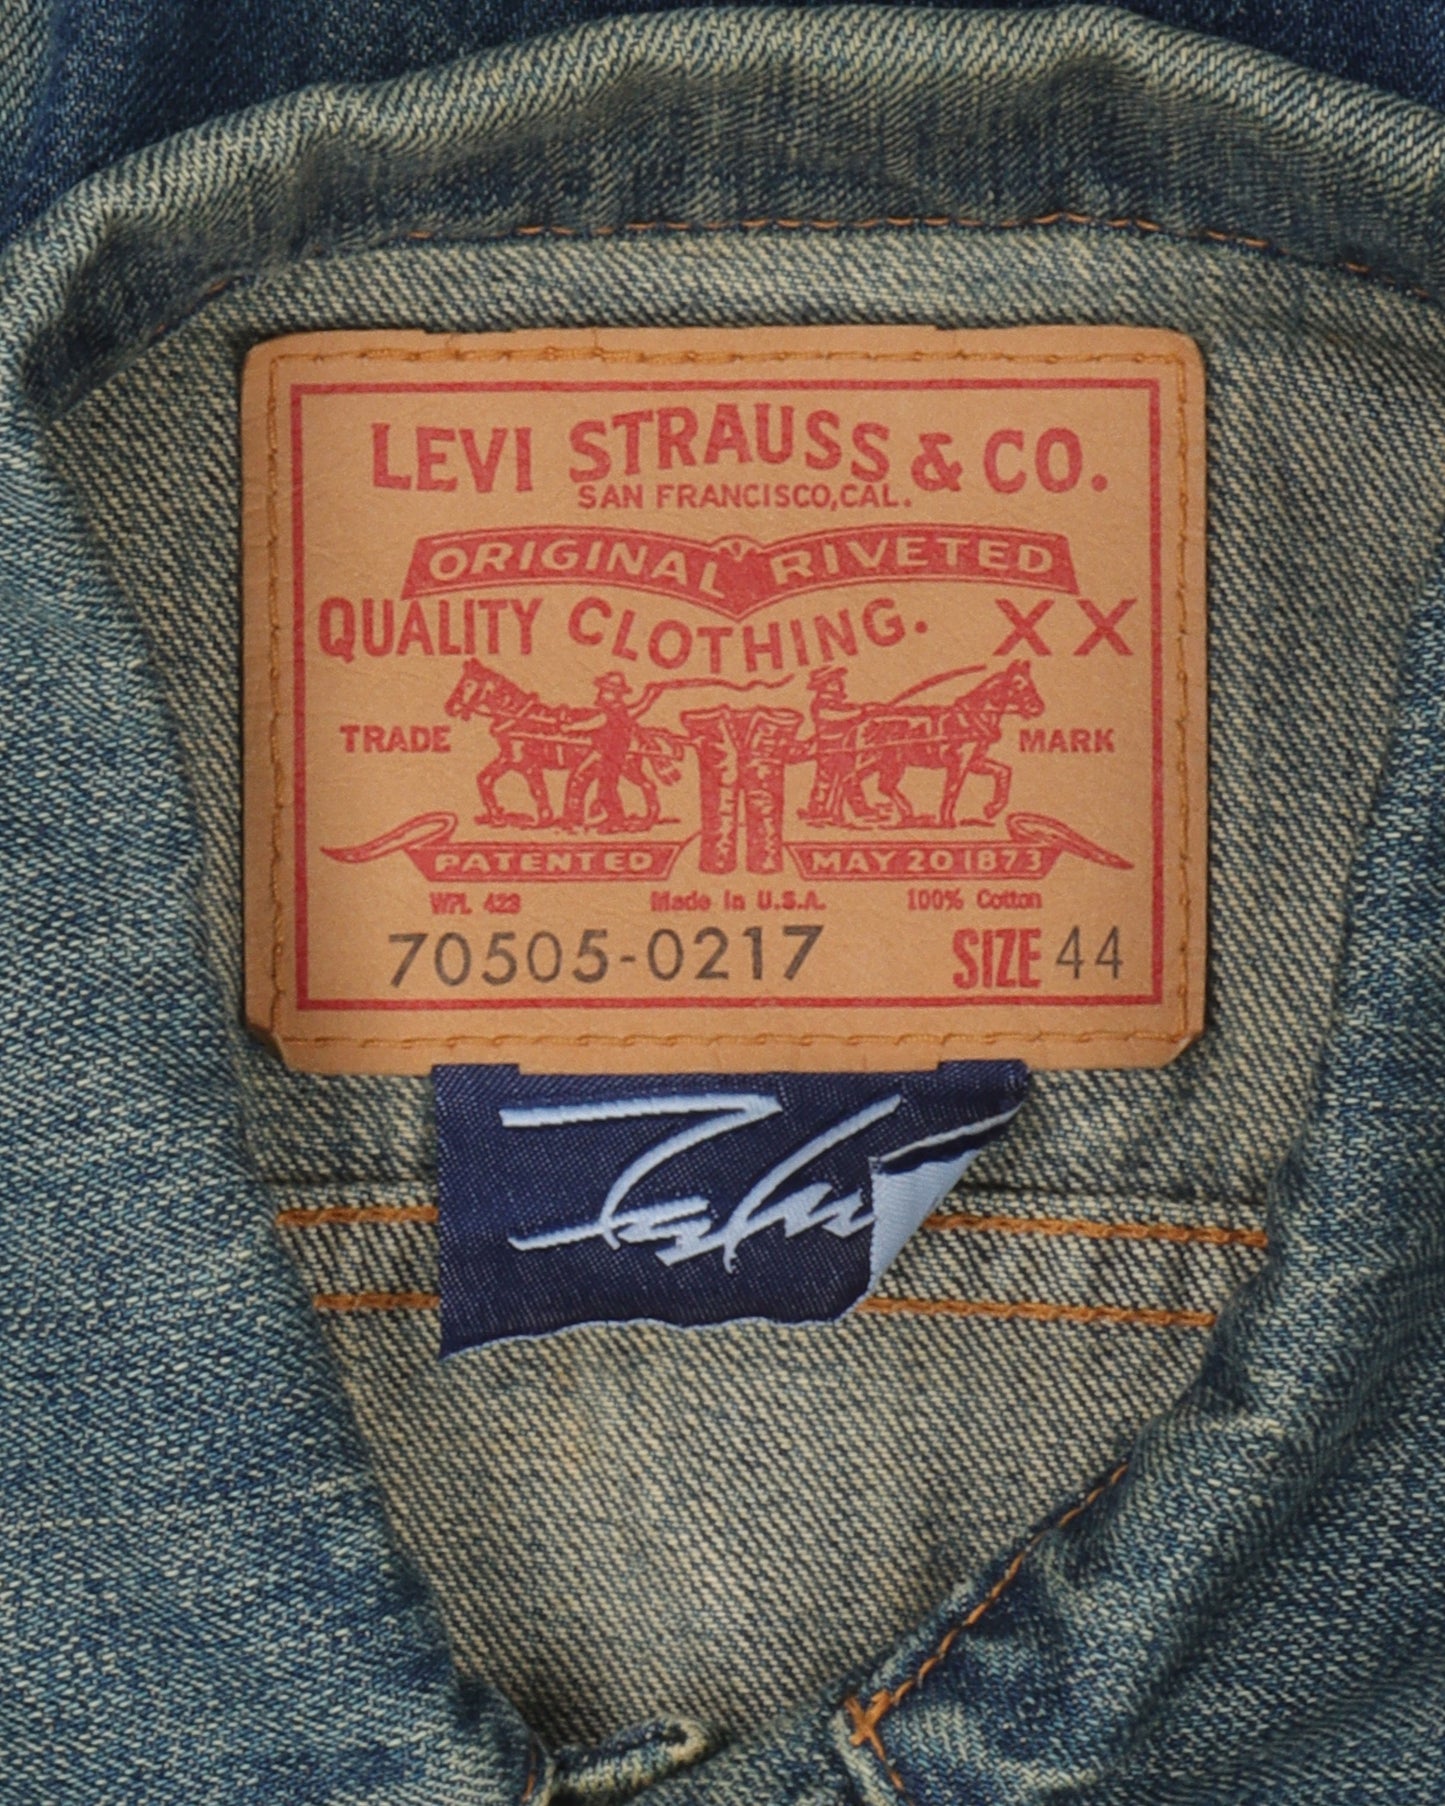 LEVI STRAUSS & CO.
SAN FRANCISCO, CAL.
ORIGINAL RIVETED
QUALITY CLOTHING. XX
TRADE MARK
PATENTED MAY 20 1873
WPL 423 Made in U.S.A. 100% Cotton
70505-0217 SIZE 44